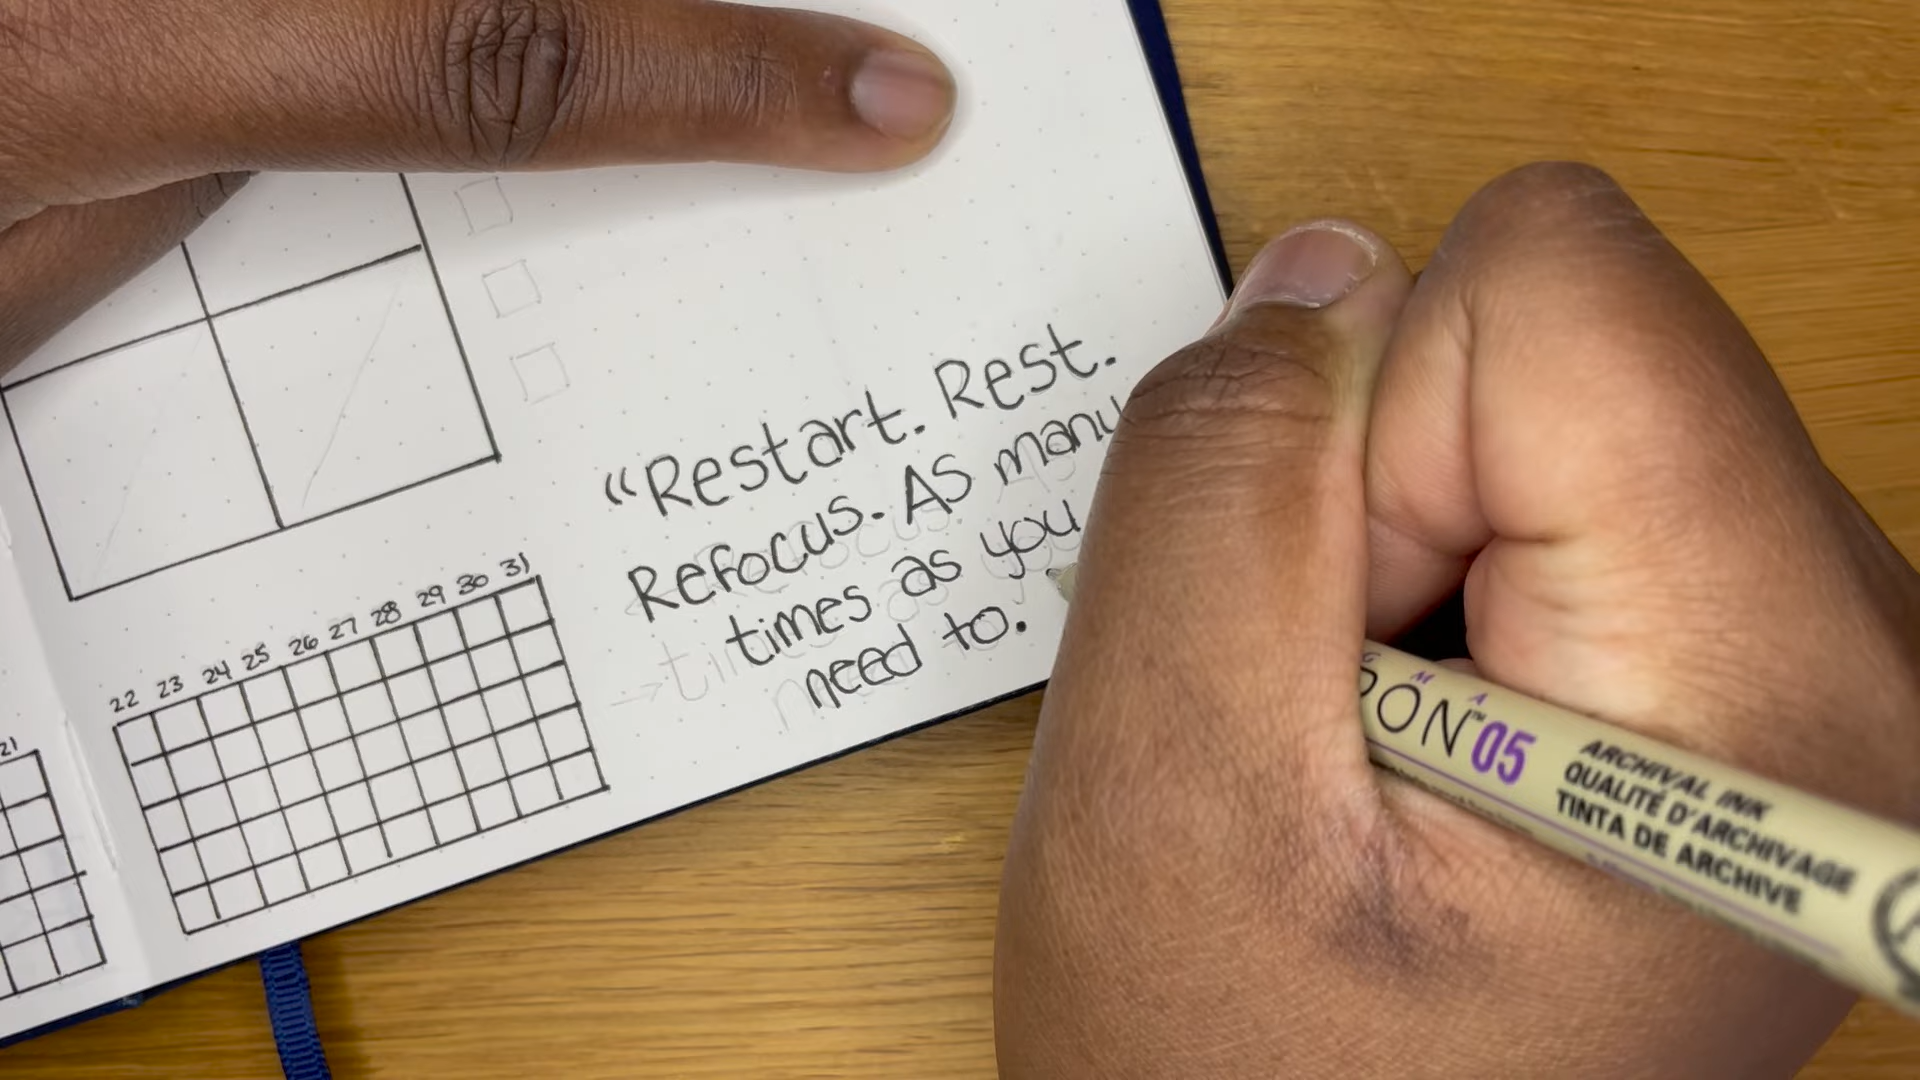 “Restart. Rest.
Refocus. As many
times as you
need to.
22 23 24 25 26 27 28 29 30 31
21
05
ARCHIVAL INK
QUALITÉ D'ARCHIVAGE
TINTA DE ARCHIVE